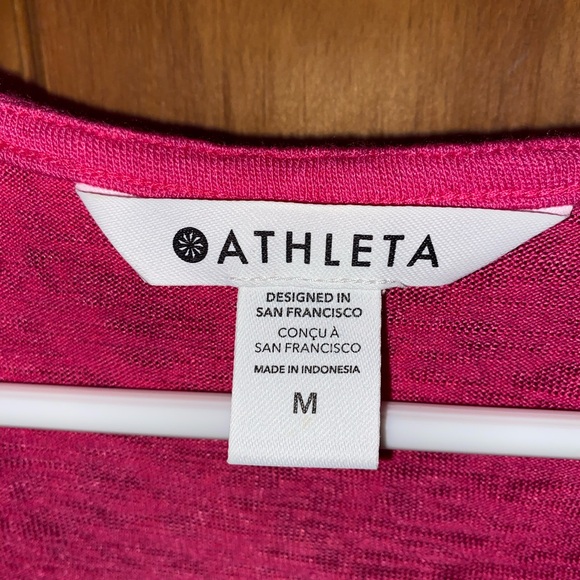 ATHLETA
DESIGNED IN
SAN FRANCISCO
CONÇU À
SAN FRANCISCO
MADE IN INDONESIA
M